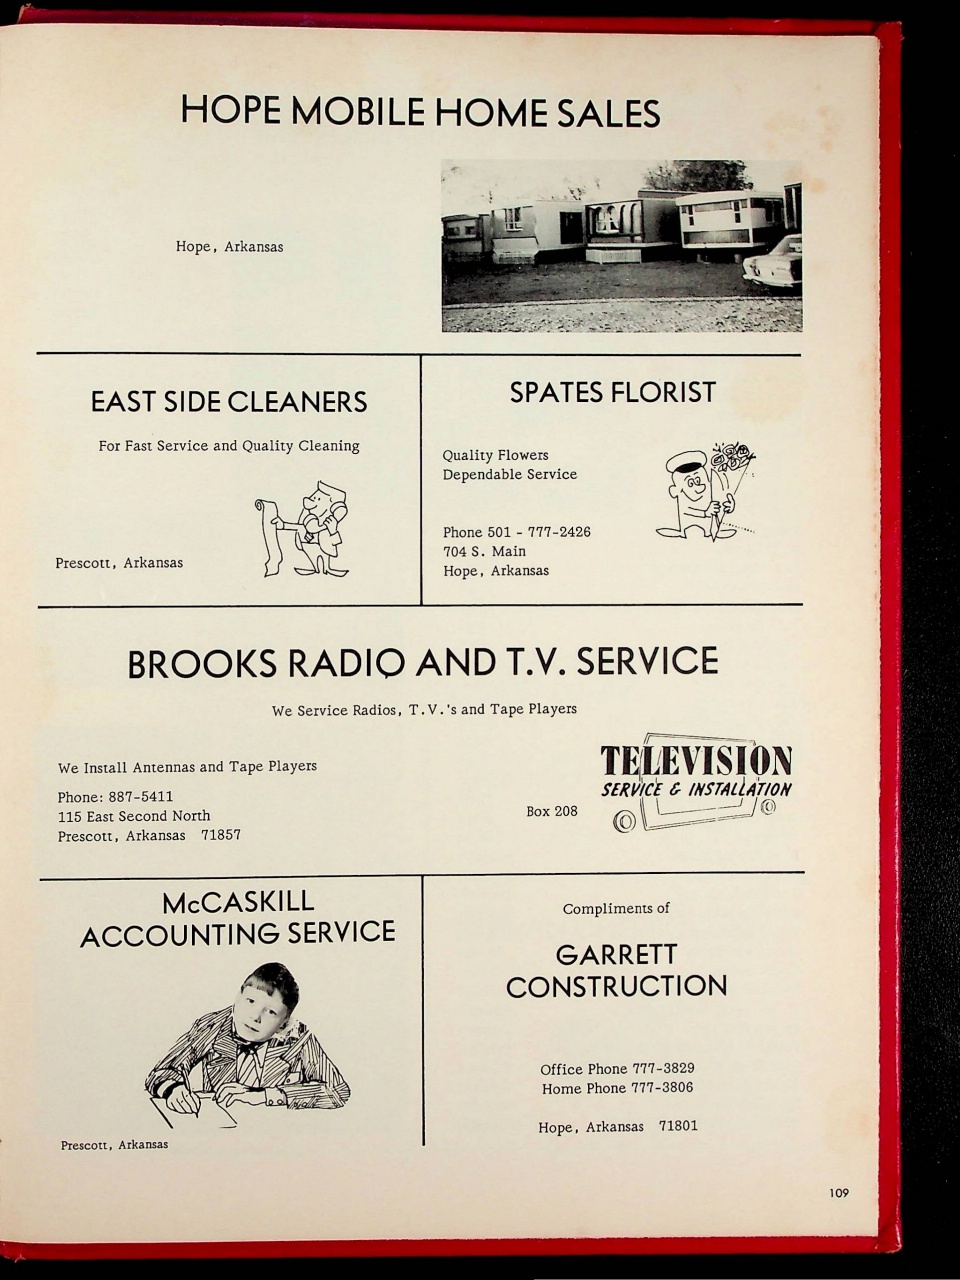 HOPE MOBILE HOME SALES
Hope, Arkansas
EAST SIDE CLEANERS
For Fast Service and Quality Cleaning
Prescott, Arkansas
SPATES FLORIST
Quality Flowers
Dependable Service
Phone 501 - 777-2426
704 S. Main
Hope, Arkansas
BROOKS RADIO AND T.V. SERVICE
We Service Radios, T.V.'s and Tape Players
We Install Antennas and Tape Players
Phone: 887-5411
115 East Second North
Prescott, Arkansas 71857
Box 208
TELEVISION
SERVICE & INSTALLATION
McCASKILL
ACCOUNTING SERVICE
Prescott, Arkansas
Compliments of
GARRETT
CONSTRUCTION
Office Phone 777-3829
Home Phone 777-3806
Hope, Arkansas 71801
109